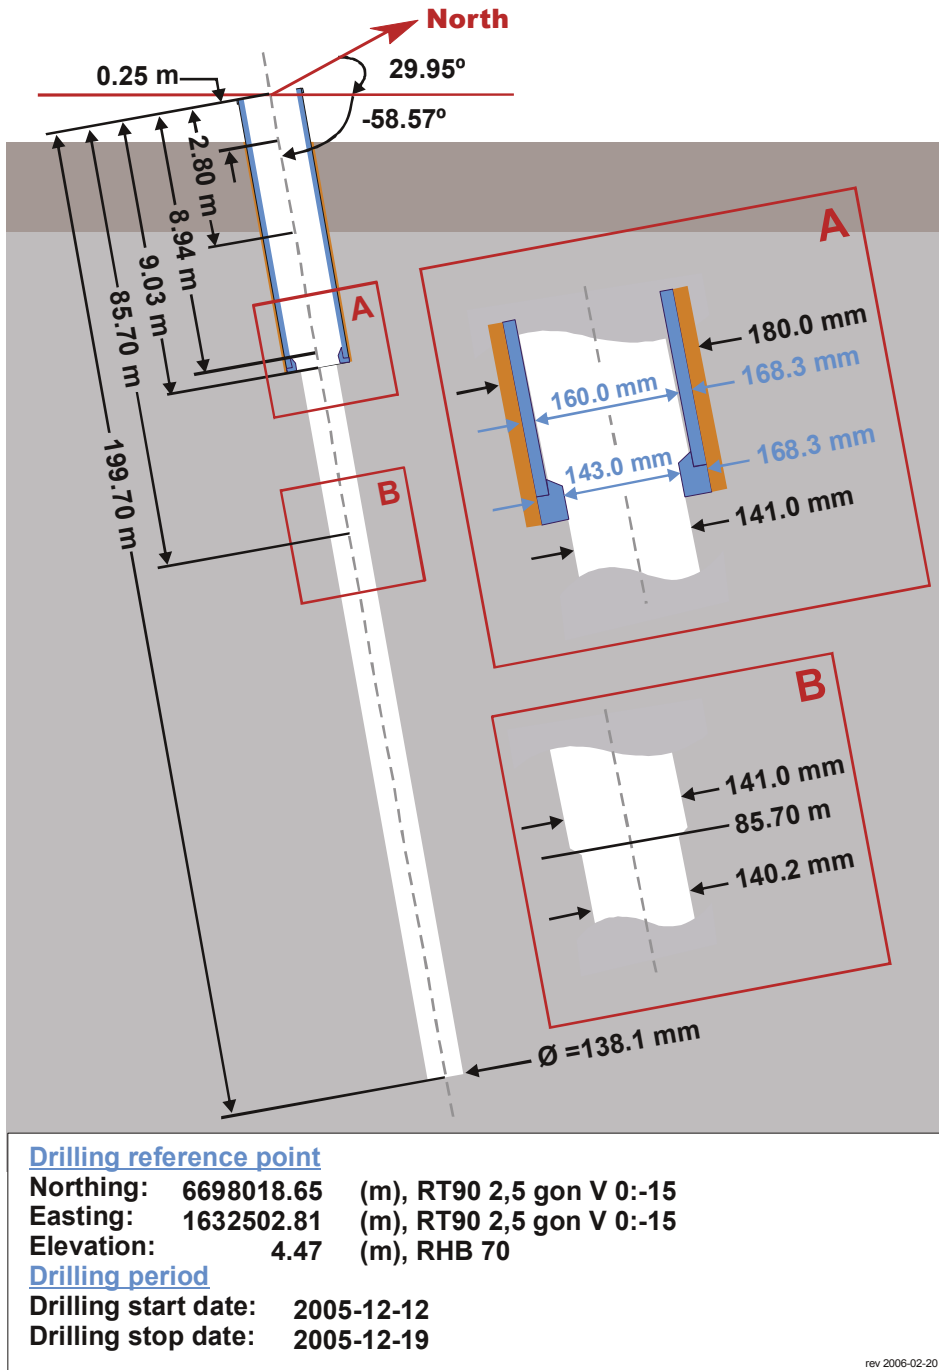 North
0.25 m
29.95º
-58.57º
2.80 m
8.94 m
9.03 m
85.70 m
199.70 m
A
B
A
180.0 mm
168.3 mm
160.0 mm
168.3 mm
143.0 mm
141.0 mm
B
141.0 mm
85.70 m
140.2 mm
Ø =138.1 mm
Drilling reference point
Northing: 6698018.65 (m), RT90 2,5 gon V 0:-15
Easting: 1632502.81 (m), RT90 2,5 gon V 0:-15
Elevation: 4.47 (m), RHB 70
Drilling period
Drilling start date: 2005-12-12
Drilling stop date: 2005-12-19
rev 2006-02-20